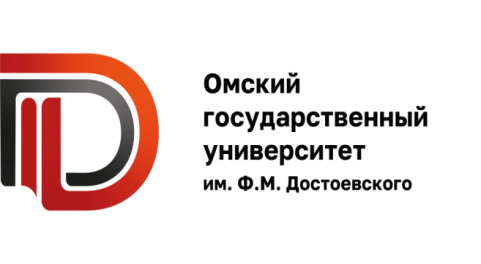 Омский
государственный
университет
им. Ф.М. Достоевского